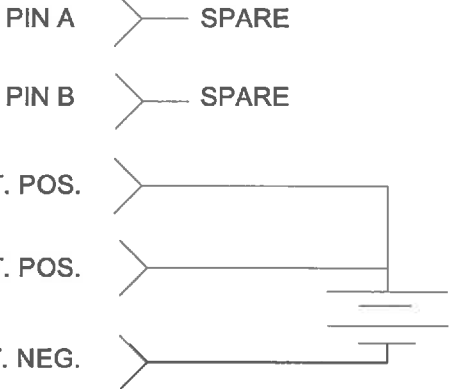 PIN A SPARE
PIN B SPARE
T. POS.
T. POS.
T. NEG.